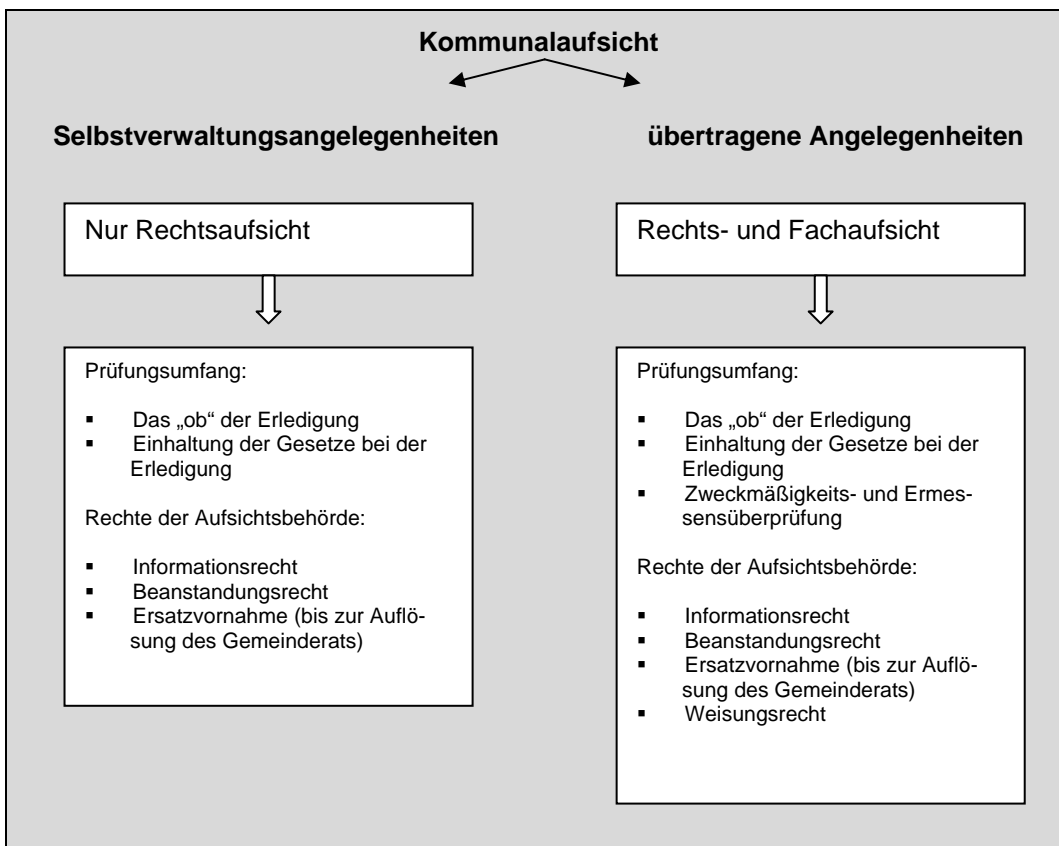 Kommunalaufsicht
Selbstverwaltungsangelegenheiten
übertragene Angelegenheiten
Nur Rechtsaufsicht
Prüfungsumfang:
▪ Das „ob“ der Erledigung
▪ Einhaltung der Gesetze bei der
Erledigung
Rechte der Aufsichtsbehörde:
▪ Informationsrecht
▪ Beanstandungsrecht
▪ Ersatzvornahme (bis zur Auflö-
sung des Gemeinderats)
Rechts- und Fachaufsicht
Prüfungsumfang:
▪ Das „ob“ der Erledigung
▪ Einhaltung der Gesetze bei der
Erledigung
▪ Zweckmäßigkeits- und Ermes-
sensüberprüfung
Rechte der Aufsichtsbehörde:
▪ Informationsrecht
▪ Beanstandungsrecht
▪ Ersatzvornahme (bis zur Auflö-
sung des Gemeinderats)
▪ Weisungsrecht